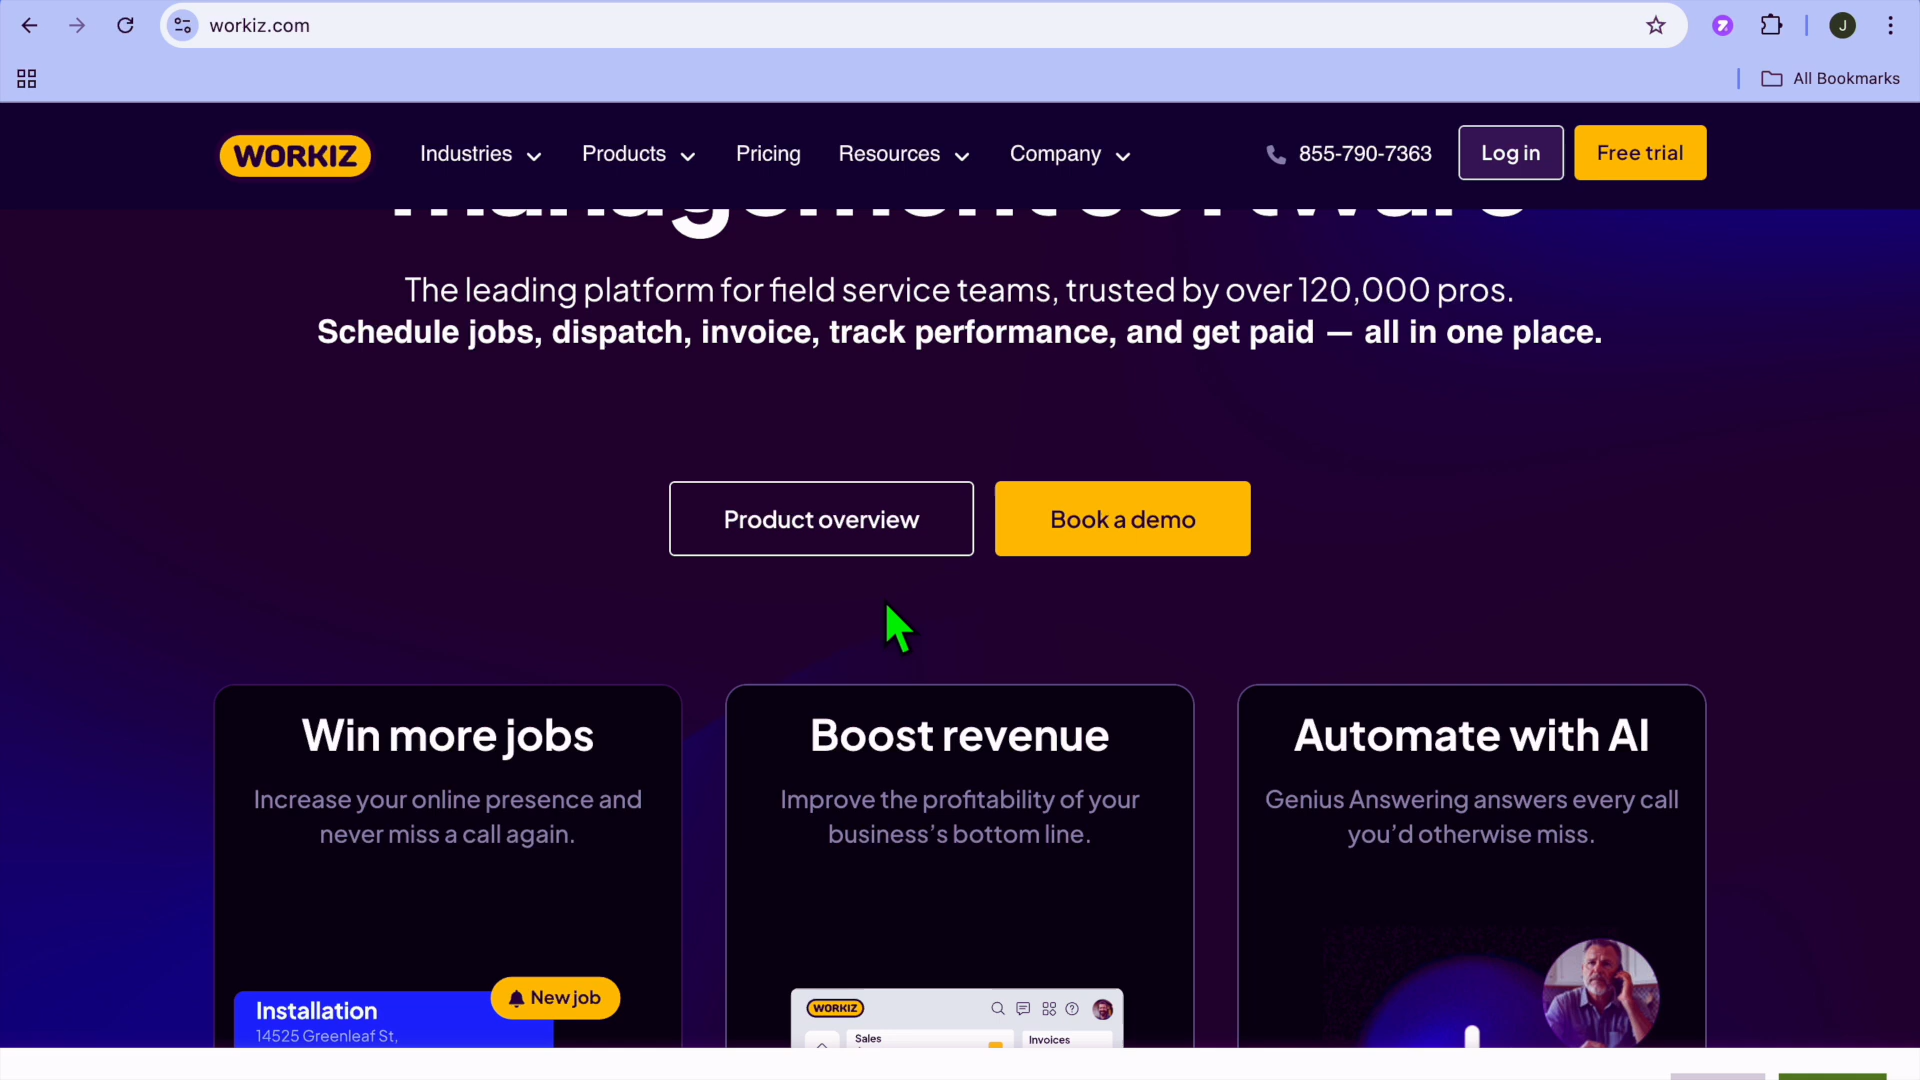 workiz.com
J
All Bookmarks
WORKIZ
Industries
Products
Pricing
Resources
Company
855-790-7363
Log in
Free trial
The leading platform for field service teams, trusted by over 120,000 pros.
Schedule jobs, dispatch, invoice, track performance, and get paid — all in one place.
Product overview
Book a demo
Win more jobs
Increase your online presence and
never miss a call again.
New job
Installation
14525 Greenleaf St,
Boost revenue
Improve the profitability of your
business's bottom line.
WORKIZ
Sales
Invoices
Automate with AI
Genius Answering answers every call
you'd otherwise miss.